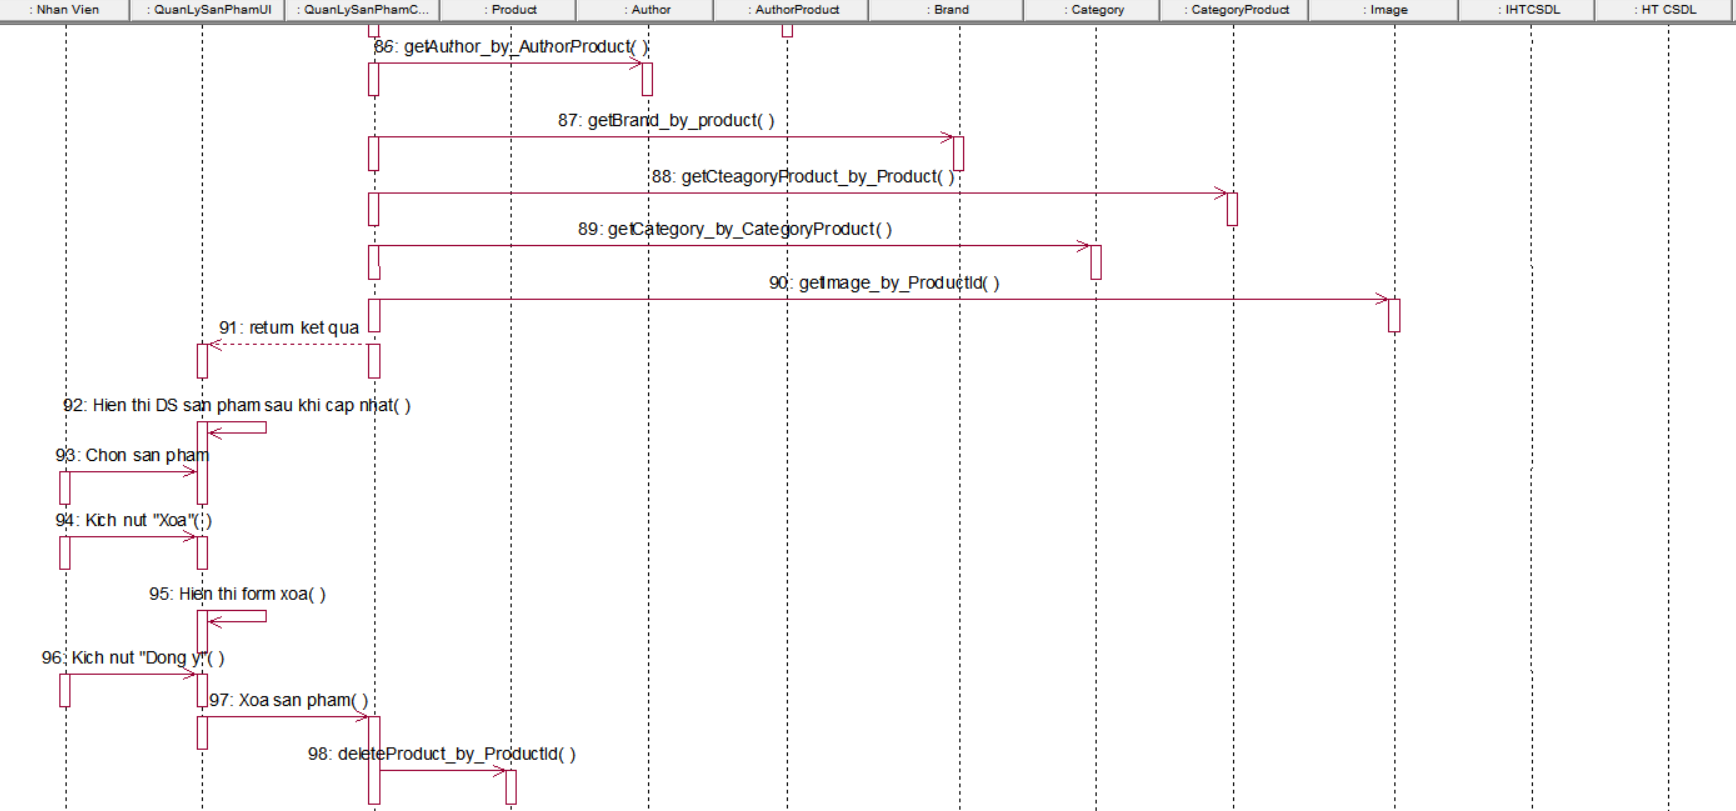 : Nhan Vien
: QuanLySanPhamUI
: QuanLySanPhamC...
: Product
: Author
: AuthorProduct
: Brand
: Category
: CategoryProduct
: Image
: IHTCSDL
: HT CSDL
86: getAuthor_by_AuthorProduct( )
87: getBrand_by_product( )
88: getCteagoryProduct_by_Product( )
89: getCategory_by_CategoryProduct( )
90: getImage_by_ProductId( )
91: return ket qua
92: Hien thi DS san pham sau khi cap nhat( )
93: Chon san pham
94: Kich nut "Xoa"( )
95: Hien thi form xoa( )
96: Kich nut "Dong y"( )
97: Xoa san pham( )
98: deleteProduct_by_ProductId( )